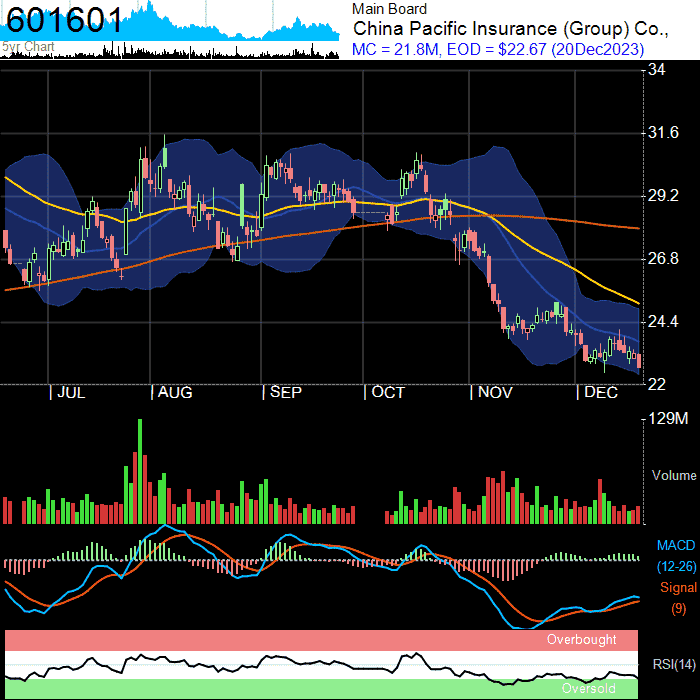 601601
5yr Chart
Main Board
China Pacific Insurance (Group) Co.,
MC = 21.8M, EOD = $22.67 (20Dec2023)
34
31.6
29.2
26.8
24.4
22
JUL AUG SEP OCT NOV DEC
129M
Volume
MACD
(12-26)
Signal
(9)
Overbought
RSI(14)
Oversold